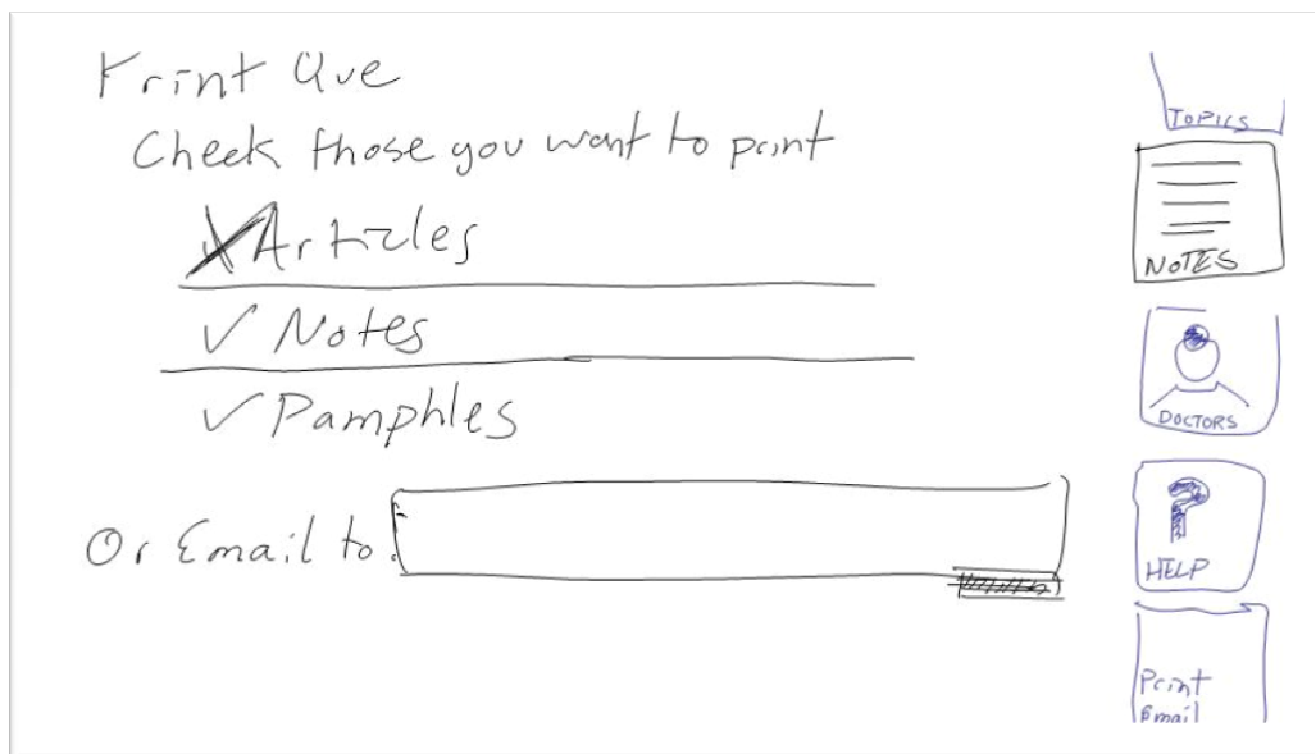 Print Que
Check those you want to print
Articles
✓ Notes
✓ Pamphles
Or Email to:
TOPICS
NOTES
DOCTORS
?
HELP
Print
Email